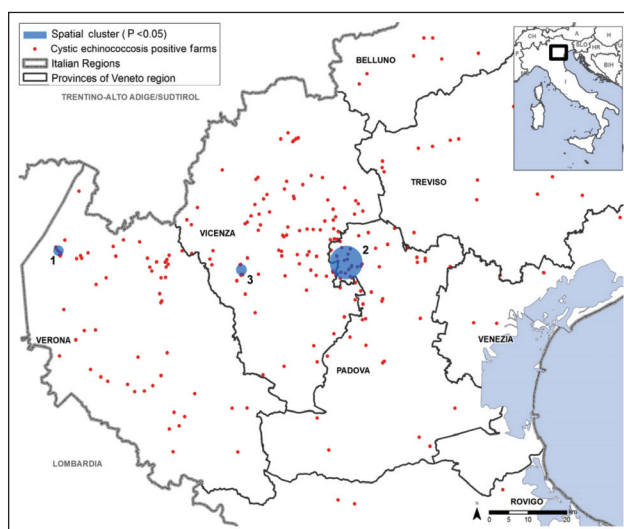 Spatial cluster (P <0.05)
Cystic echinococcosis positive farms
Italian Regions
Provinces of Veneto region
TRENTINO-ALTO ADIGE/SUDTIROL
BELLUNO
CH
A
H
SLO
HR
BIH
F
I
TREVISO
VICENZA
1
2
3
VERONA
VENEZIA
PADOVA
LOMBARDIA
ROVIGO
N
0
10
20
km